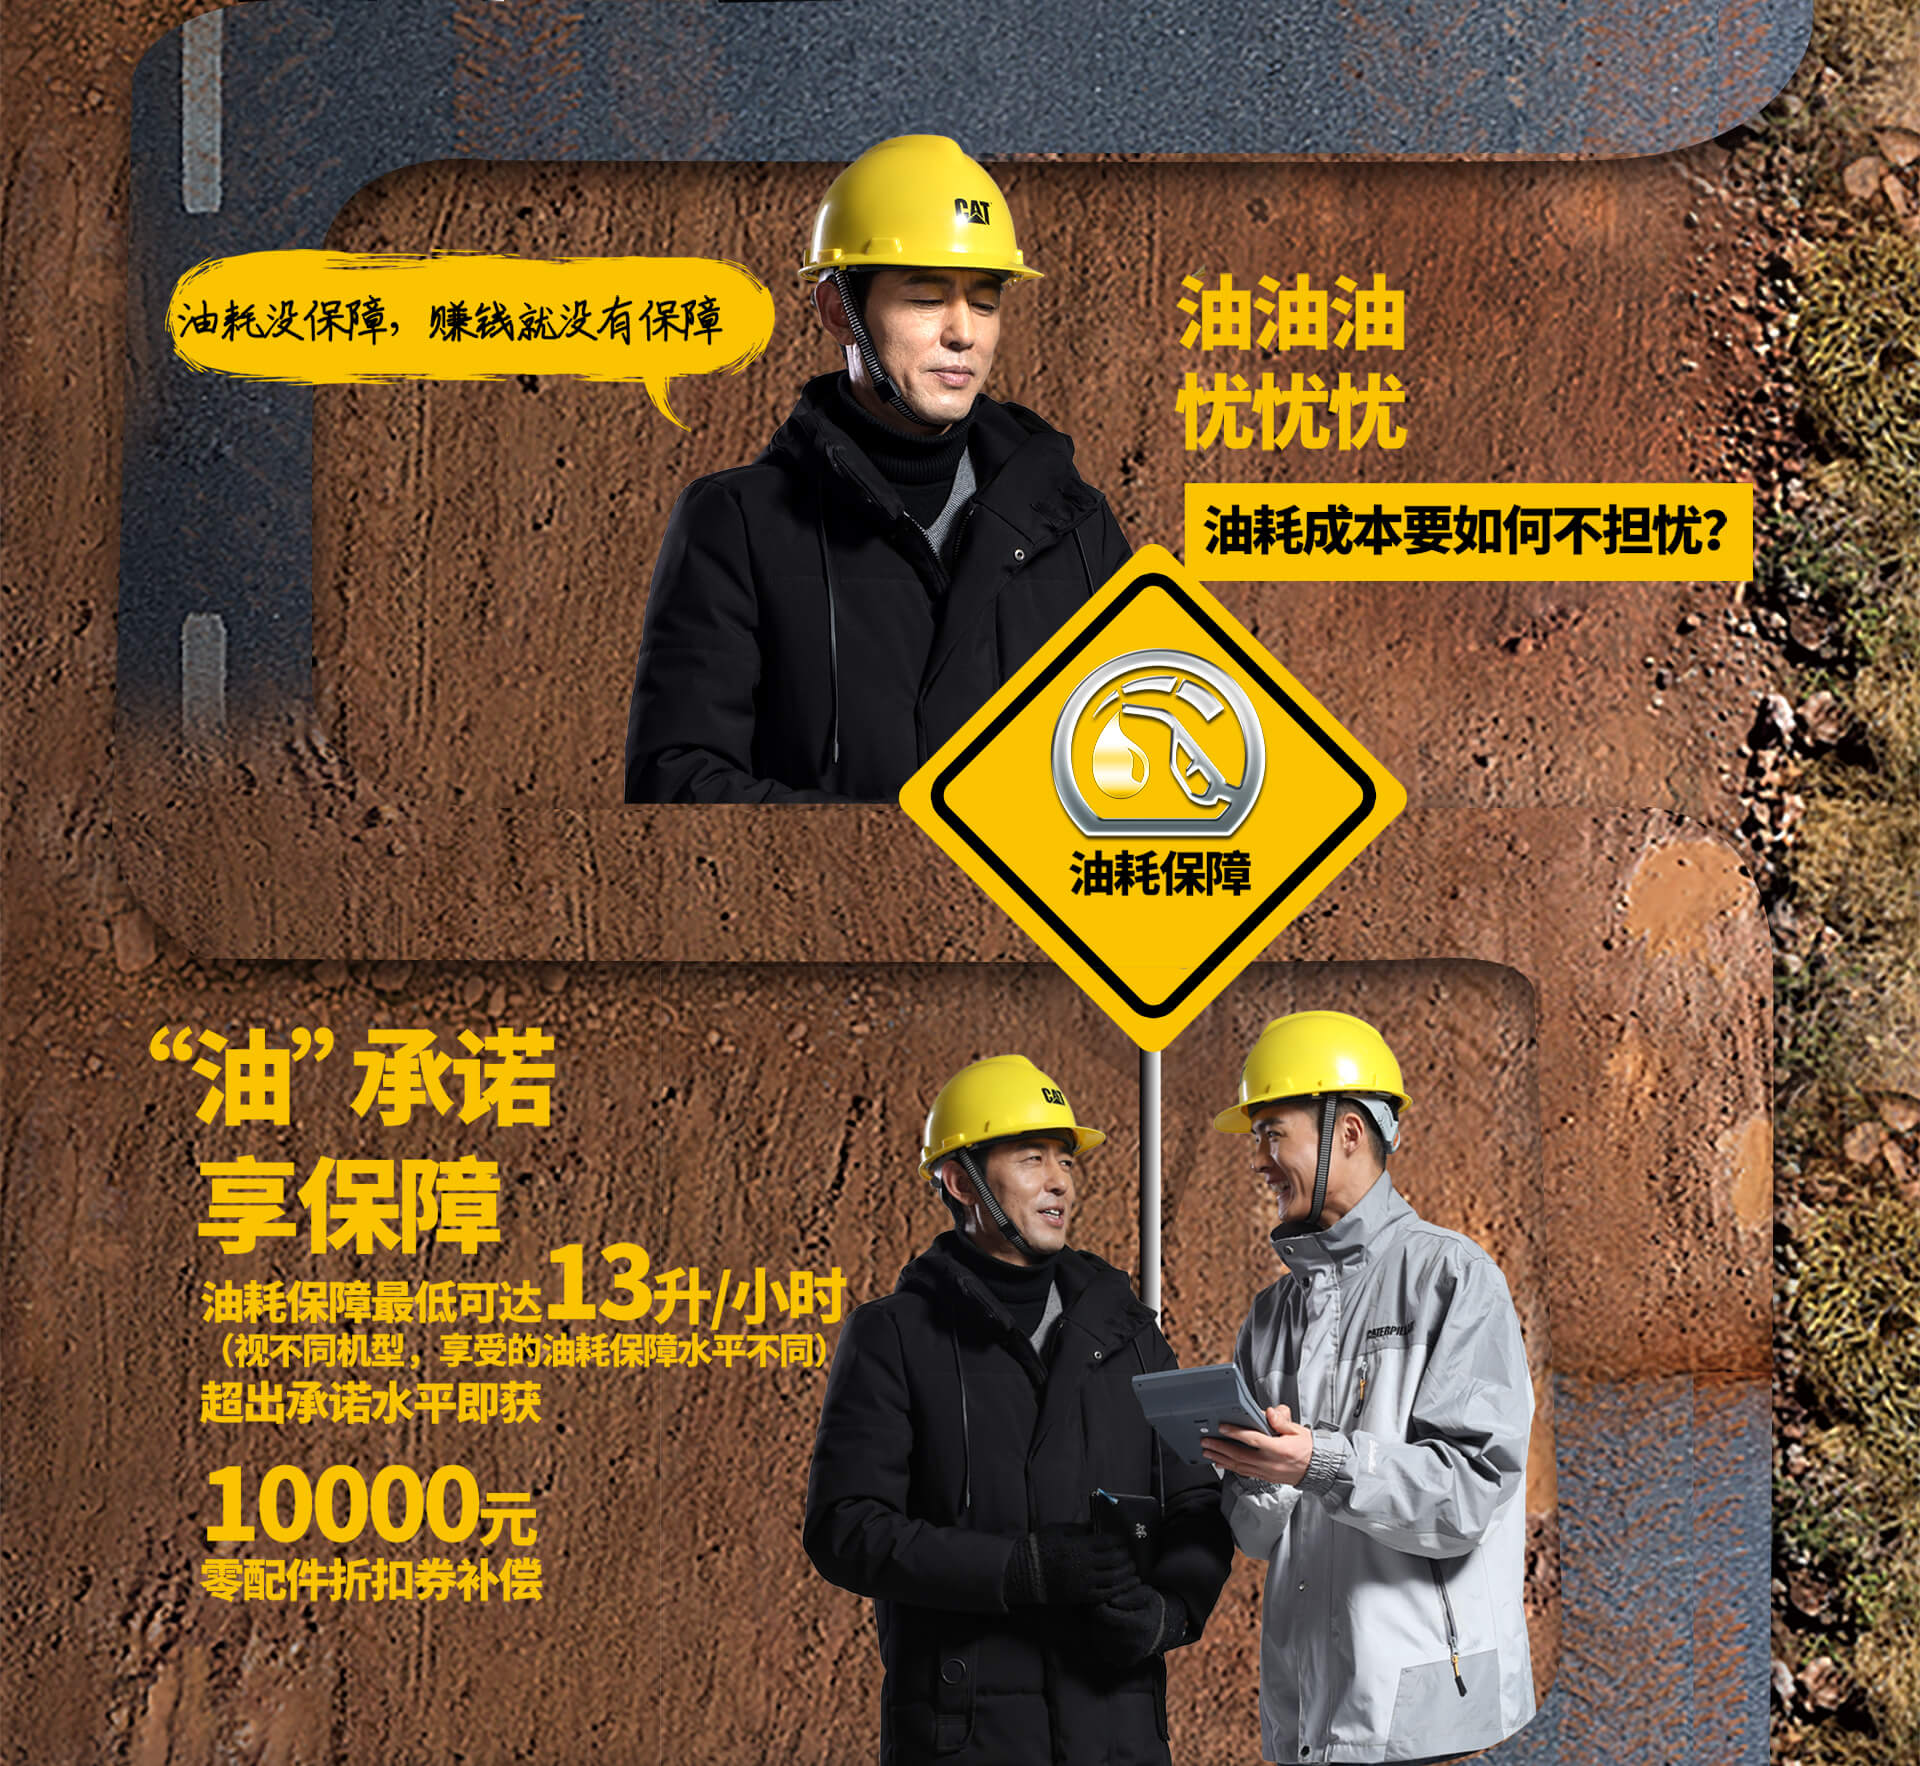 CAT
油耗没保障，赚钱就没有保障
油油油
忧忧忧
油耗成本要如何不担忧？
油耗保障
“油”承诺
享保障
油耗保障最低可达13升/小时
（视不同机型，享受的油耗保障水平不同）
超出承诺水平即获
10000元
零配件折扣券补偿
CAT
CATERPILLAR